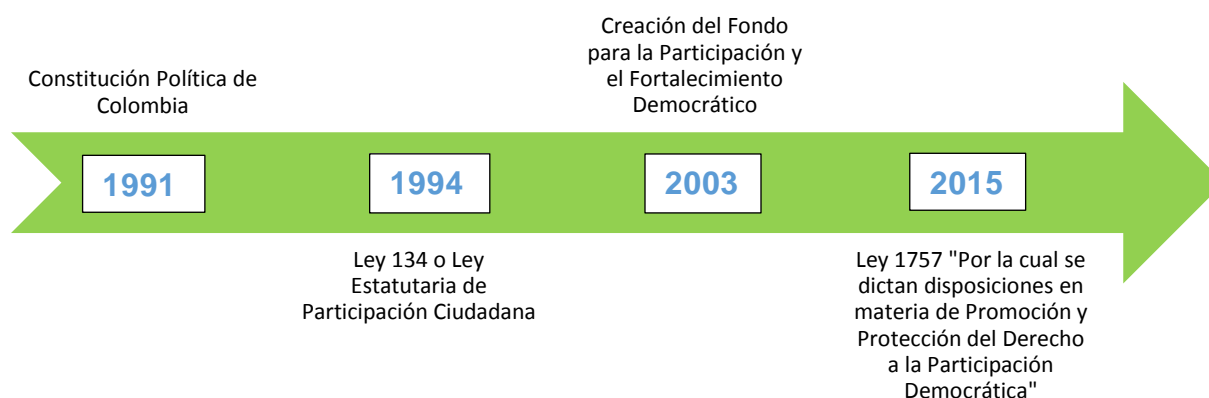 Constitución Política de
Colombia
1991
1994
Ley 134 o Ley
Estatutaria de
Participación Ciudadana
Creación del Fondo
para la Participación y
el Fortalecimiento
Democrático
2003
2015
Ley 1757 "Por la cual se
dictan disposiciones en
materia de Promoción y
Protección del Derecho
a la Participación
Democrática"